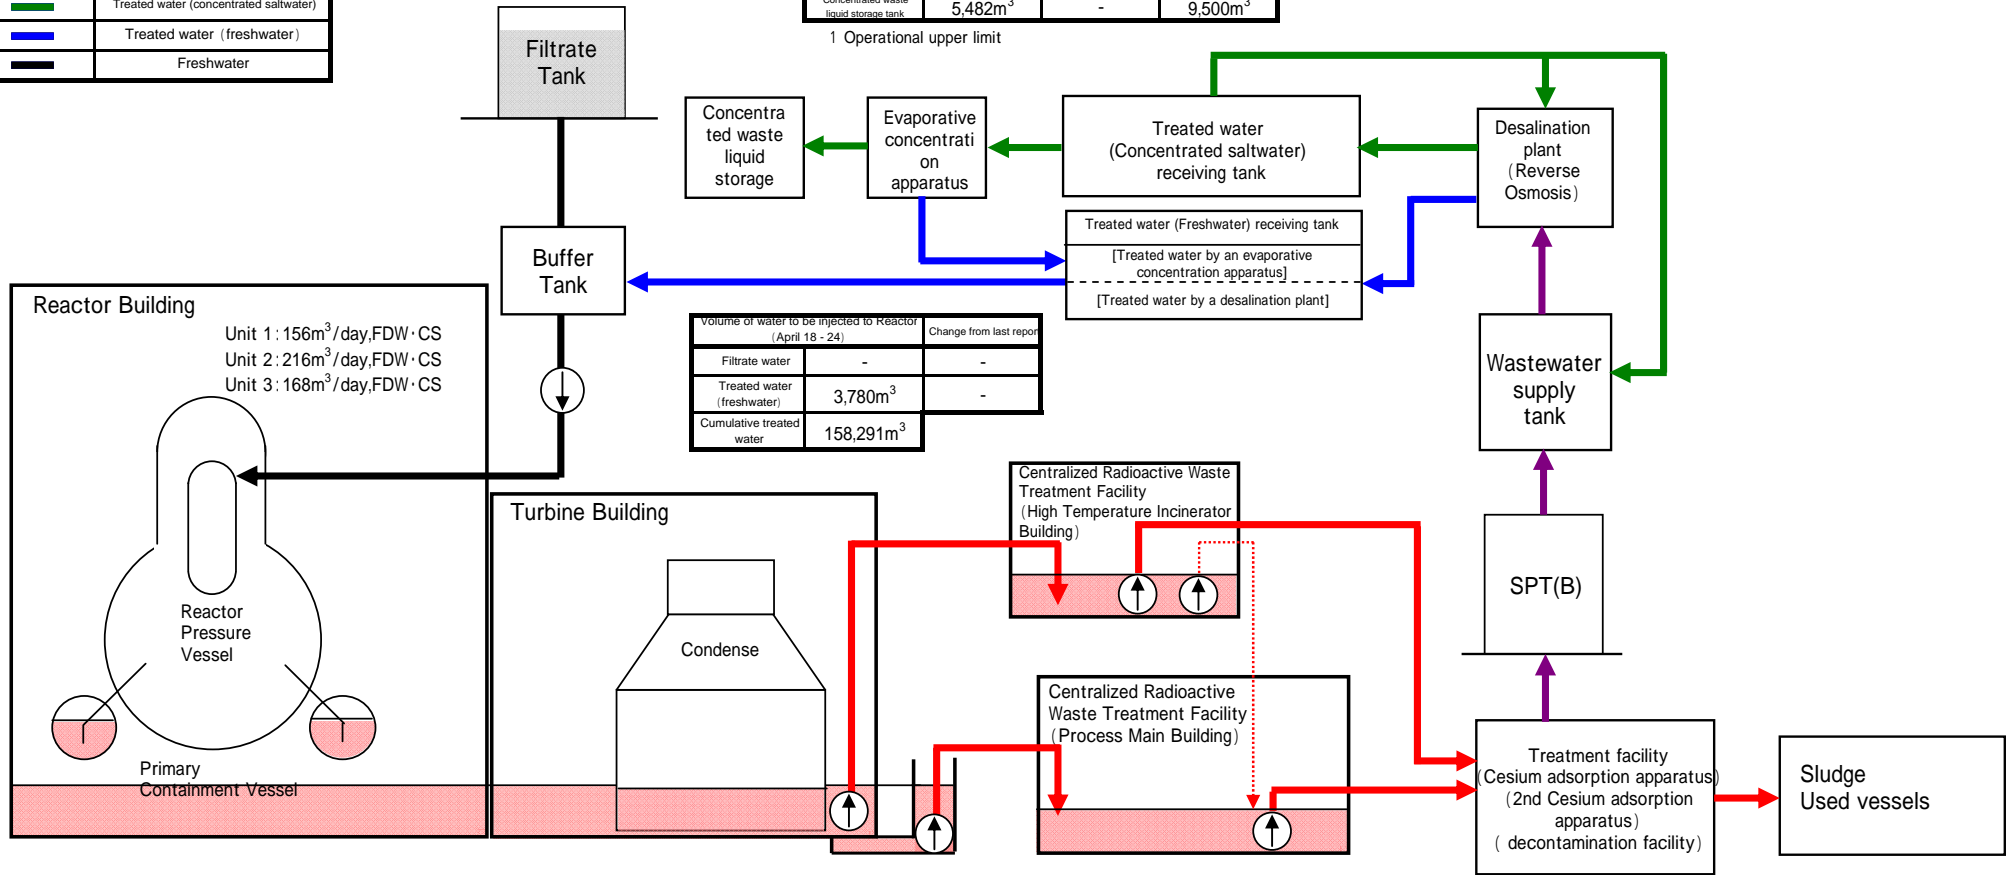 Treated water (concentrated saltwater)
Treated water (freshwater)
Freshwater
Concentrated waste
liquid storage tank
5,482m³
-
9,500m³
1 Operational upper limit
Filtrate
Tank
Concentra
ted waste
liquid
storage
Evaporative
concentrati
on
apparatus
Treated water
(Concentrated saltwater)
receiving tank
Desalination
plant
(Reverse
Osmosis)
Treated water (Freshwater) receiving tank
[Treated water by an evaporative
concentration apparatus]
[Treated water by a desalination plant]
Buffer
Tank
Reactor Building
Unit 1:156m³/day,FDW・CS
Unit 2:216m³/day,FDW・CS
Unit 3:168m³/day,FDW・CS
Volume of water to be injected to Reactor
(April 18 - 24)
Change from last repor
Filtrate water
-
-
Treated water
(freshwater)
3,780m³
-
Cumulative treated
water
158,291m³
Wastewater
supply
tank
Turbine Building
Centralized Radioactive Waste
Treatment Facility
(High Temperature Incinerator
Building)
SPT(B)
Reactor
Pressure
Vessel
Condense
Primary
Containment Vessel
Centralized Radioactive
Waste Treatment Facility
(Process Main Building)
Treatment facility
(Cesium adsorption apparatus)
(2nd Cesium adsorption
apparatus)
( decontamination facility)
Sludge
Used vessels